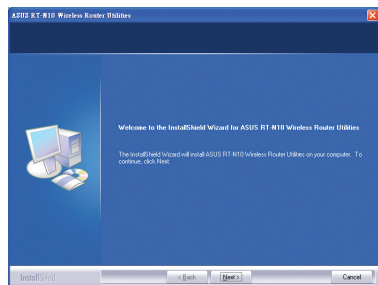 ASUS RT-N10 Wireless Router Utilities
Welcome to the InstallShield Wizard for ASUS RT-N10 Wireless Router Utilities
The InstallShield Wizard will install ASUS RT-N10 Wireless Router Utilities on your computer. To
continue, click Next.
InstallShield
< Back
Next >
Cancel